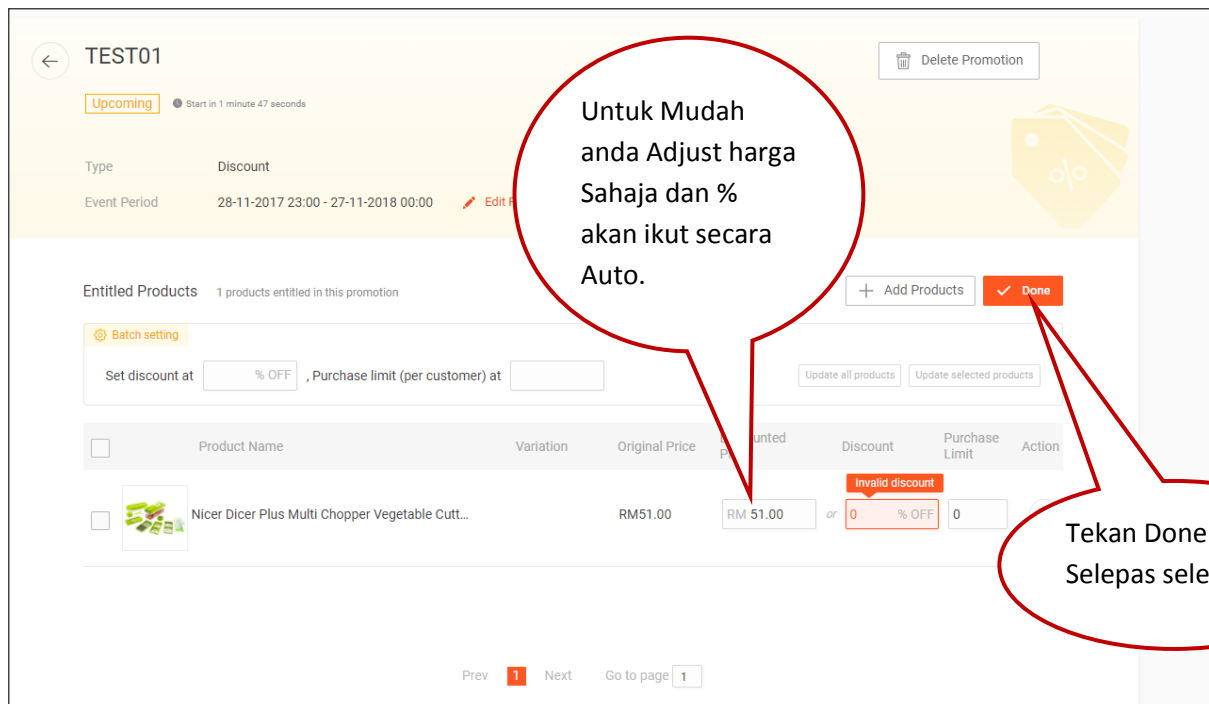 TEST01
Delete Promotion
Upcoming Start in 1 minute 47 seconds
Untuk Mudah
anda Adjust harga
Sahaja dan %
akan ikut secara
Auto.
Type Discount
Event Period 28-11-2017 23:00 - 27-11-2018 00:00 Edit
Entitled Products 1 products entitled in this promotion
Add Products Done
Batch setting
Set discount at % OFF , Purchase limit (per customer) at
Update all products Update selected products
Product Name Variation Original Price Discount Purchase Limit Action
Invalid discount
Nicer Dicer Plus Multi Chopper Vegetable Cutt... RM51.00 RM 51.00 or 0 % OFF 0
Tekan Done
Selepas
Prev 1 Next Go to page 1